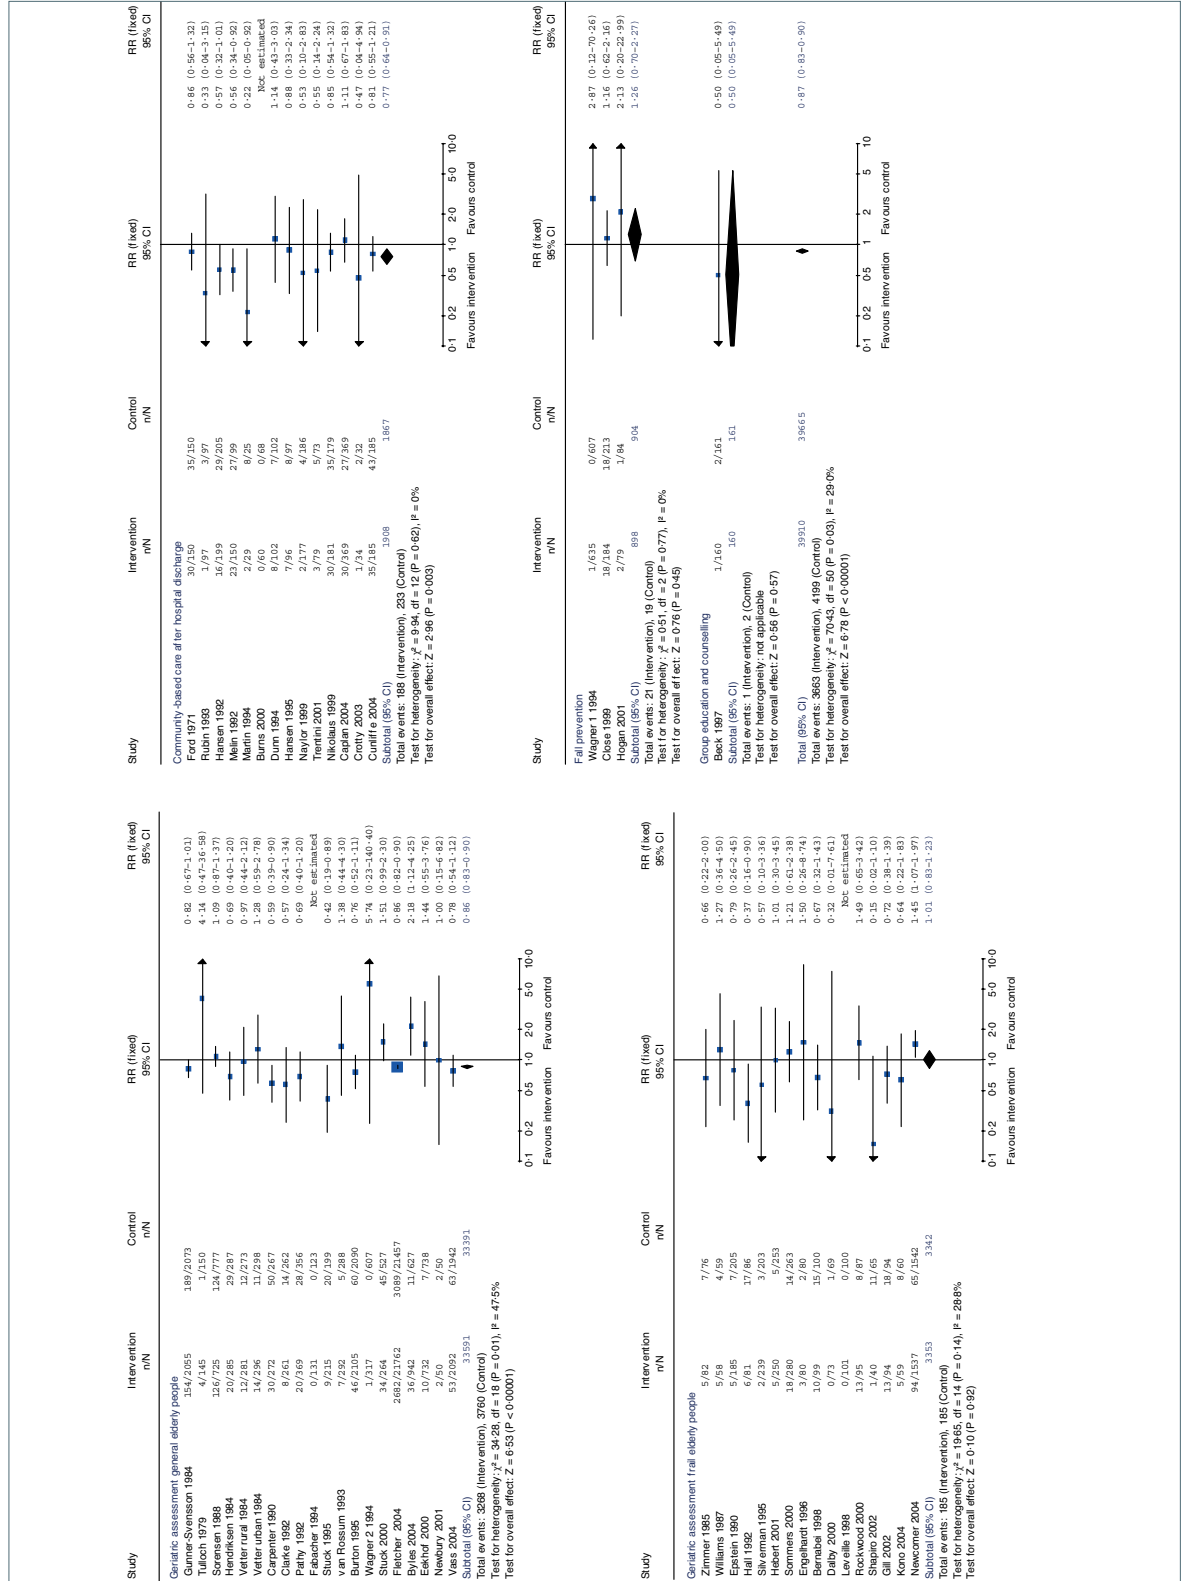 Study Intervention n/N Control n/N RR (fixed) 95% CI RR (fixed) 95% CI
Geriatric assessment general elderly people
Gunner-Svensson 1984 154/2055 189/2073 0·82 (0·67–1·01)
Tulloch 1979 4/145 1/150 4·14 (0·47–36·58)
Sorensen 1988 126/725 124/777 1·09 (0·87–1·37)
Hendriksen 1984 20/285 29/287 0·69 (0·40–1·20)
Vetter rural 1984 12/281 12/273 0·97 (0·44–2·12)
Vetter urban 1984 14/296 11/298 1·28 (0·59–2·78)
Carpenter 1990 30/272 50/267 0·59 (0·39–0·90)
Clarke 1992 8/261 14/262 0·57 (0·24–1·34)
Pathy 1992 20/369 28/356 0·69 (0·40–1·20)
Fabacher 1994 0/131 0/123 Not estimated
Stuck 1995 9/215 20/199 0·42 (0·19–0·89)
van Rossum 1993 7/292 5/288 1·38 (0·44–4·30)
Burton 1995 46/2105 60/2090 0·76 (0·52–1·11)
Wagner 2 1994 1/317 0/607 5·74 (0·23–140·40)
Stuck 2000 34/264 45/527 1·51 (0·99–2·30)
Fletcher 2004 2682/21762 3089/21457 0·86 (0·82–0·90)
Byles 2004 36/942 11/627 2·18 (1·12–4·25)
Eekhof 2000 10/732 7/738 1·44 (0·55–3·76)
Newbury 2001 2/50 2/50 1·00 (0·15–6·82)
Vass 2004 53/2092 63/1942 0·78 (0·54–1·12)
Subtotal (95% CI) 33591 33391 0·86 (0·83–0·90)
Total events: 3268 (Intervention), 3760 (Control)
Test for heterogeneity: χ² = 34·28, df = 18 (P = 0·01), I² = 47·5%
Test for overall effect: Z = 6·53 (P < 0·00001)
0·1 0·2 0·5 1·0 2·0 5·0 10·0
Favours intervention Favours control
Study Intervention n/N Control n/N RR (fixed) 95% CI RR (fixed) 95% CI
Geriatric assessment frail elderly people
Zimmer 1985 5/82 7/76 0·66 (0·22–2·00)
Williams 1987 5/58 4/59 1·27 (0·36–4·50)
Epstein 1990 5/185 7/205 0·79 (0·26–2·45)
Hall 1992 6/81 17/86 0·37 (0·16–0·90)
Silverman 1995 2/239 3/203 0·57 (0·10–3·36)
Hebert 2001 5/250 5/253 1·01 (0·30–3·45)
Sommers 2000 18/280 14/263 1·21 (0·61–2·38)
Engelhardt 1996 3/80 2/80 1·50 (0·26–8·74)
Bernabei 1998 10/99 15/100 0·67 (0·32–1·43)
Dalby 2000 0/73 1/69 0·32 (0·01–7·61)
Leveille 1998 0/101 0/100 Not estimated
Rockwood 2000 13/95 8/87 1·49 (0·65–3·42)
Shapiro 2002 1/40 11/65 0·15 (0·02–1·10)
Gill 2002 13/94 18/94 0·72 (0·38–1·39)
Kono 2004 5/59 8/60 0·64 (0·22–1·83)
Newcomer 2004 94/1537 65/1542 1·45 (1·07–1·97)
Subtotal (95% CI) 3353 3342 1·01 (0·83–1·23)
Total events: 185 (Intervention), 185 (Control)
Test for heterogeneity: χ² = 19·65, df = 14 (P = 0·14), I² = 28·8%
Test for overall effect: Z = 0·10 (P = 0·92)
0·1 0·2 0·5 1·0 2·0 5·0 10·0
Favours intervention Favours control
Study Intervention n/N Control n/N RR (fixed) 95% CI RR (fixed) 95% CI
Community-based care after hospital discharge
Ford 1971 30/150 35/150 0·86 (0·56–1·32)
Rubin 1993 1/97 3/97 0·33 (0·04–3·15)
Hansen 1992 16/199 29/205 0·57 (0·32–1·01)
Melin 1992 23/150 27/99 0·56 (0·34–0·92)
Martin 1994 2/29 8/25 0·22 (0·05–0·92)
Burns 2000 0/60 0/68 Not estimated
Dunn 1994 8/102 7/102 1·14 (0·43–3·03)
Hansen 1995 7/96 8/97 0·88 (0·33–2·34)
Naylor 1999 2/177 4/186 0·53 (0·10–2·83)
Trentini 2001 3/79 5/73 0·55 (0·14–2·24)
Nikolaus 1999 30/181 35/179 0·85 (0·54–1·32)
Caplan 2004 30/369 27/369 1·11 (0·67–1·83)
Crotty 2003 1/34 2/32 0·47 (0·04–4·94)
Cunliffe 2004 35/185 43/185 0·81 (0·55–1·21)
Subtotal (95% CI) 1908 1867 0·77 (0·64–0·91)
Total events: 188 (Intervention), 233 (Control)
Test for heterogeneity: χ² = 9·94, df = 12 (P = 0·62), I² = 0%
Test for overall effect: Z = 2·96 (P = 0·003)
0·1 0·2 0·5 1·0 2·0 5·0 10·0
Favours intervention Favours control
Study Intervention n/N Control n/N RR (fixed) 95% CI RR (fixed) 95% CI
Fall prevention
Wagner 1 1994 1/635 0/607 2·87 (0·12–70·26)
Close 1999 18/184 18/213 1·16 (0·62–2·16)
Hogan 2001 2/79 1/84 2·13 (0·20–22·99)
Subtotal (95% CI) 898 904 1·26 (0·70–2·27)
Total events: 21 (Intervention), 19 (Control)
Test for heterogeneity: χ² = 0·51, df = 2 (P = 0·77), I² = 0%
Test for overall effect: Z = 0·76 (P = 0·45)
Group education and counselling
Beck 1997 1/160 2/161 0·50 (0·05–5·49)
Subtotal (95% CI) 160 161 0·50 (0·05–5·49)
Total events: 1 (Intervention), 2 (Control)
Test for heterogeneity: not applicable
Test for overall effect: Z = 0·56 (P = 0·57)
Total (95% CI) 39910 39665 0·87 (0·83–0·90)
Total events: 3663 (Intervention), 4199 (Control)
Test for heterogeneity: χ² = 70·43, df = 50 (P = 0·03), I² = 29·0%
Test for overall effect: Z = 6·78 (P < 0·00001)
0·1 0·2 0·5 1 2 5 10
Favours intervention Favours control